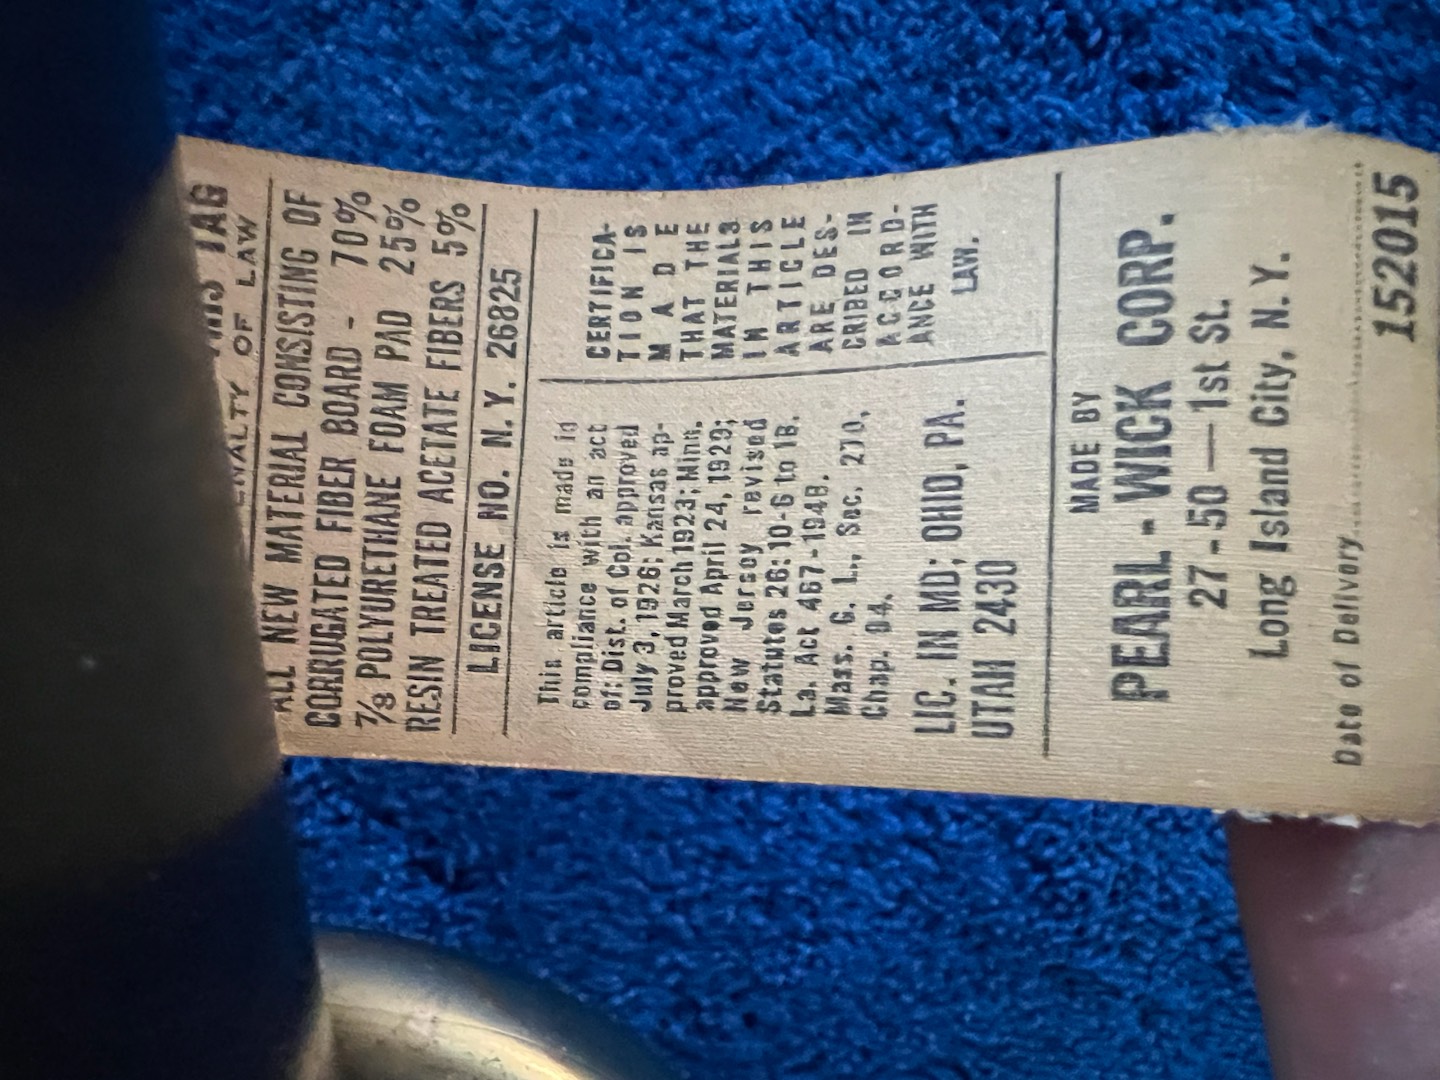 THIS TAG
PENALTY OF LAW
ALL NEW MATERIAL CONSISTING OF
CORRUGATED FIBER BOARD - 70%
7/8 POLYURETHANE FOAM PAD 25%
RESIN TREATED ACETATE FIBERS 5%
LICENSE NO. N.Y. 26825
This article is made in
compliance with an act
of: Dist. of Col. approved
July 3, 1926; Kansas ap-
proved March 1923; Minn.
approved April 24, 1929;
New Jersey revised
Statutes 26: 10-6 to 18.
La. Act 467-1948.
Mass. G. L., Sec. 270,
Chap. 94.
CERTIFICA-
TION IS
MADE
THAT THE
MATERIALS
IN THIS
ARTICLE
ARE DES-
CRIBED IN
ACCORD-
ANCE WITH
LAW.
LIC. IN MD; OHIO, PA.
UTAH 2430
MADE BY
PEARL - WICK CORP.
27-50 — 1st St.
Long Island City, N. Y.
Date of Delivery
152015